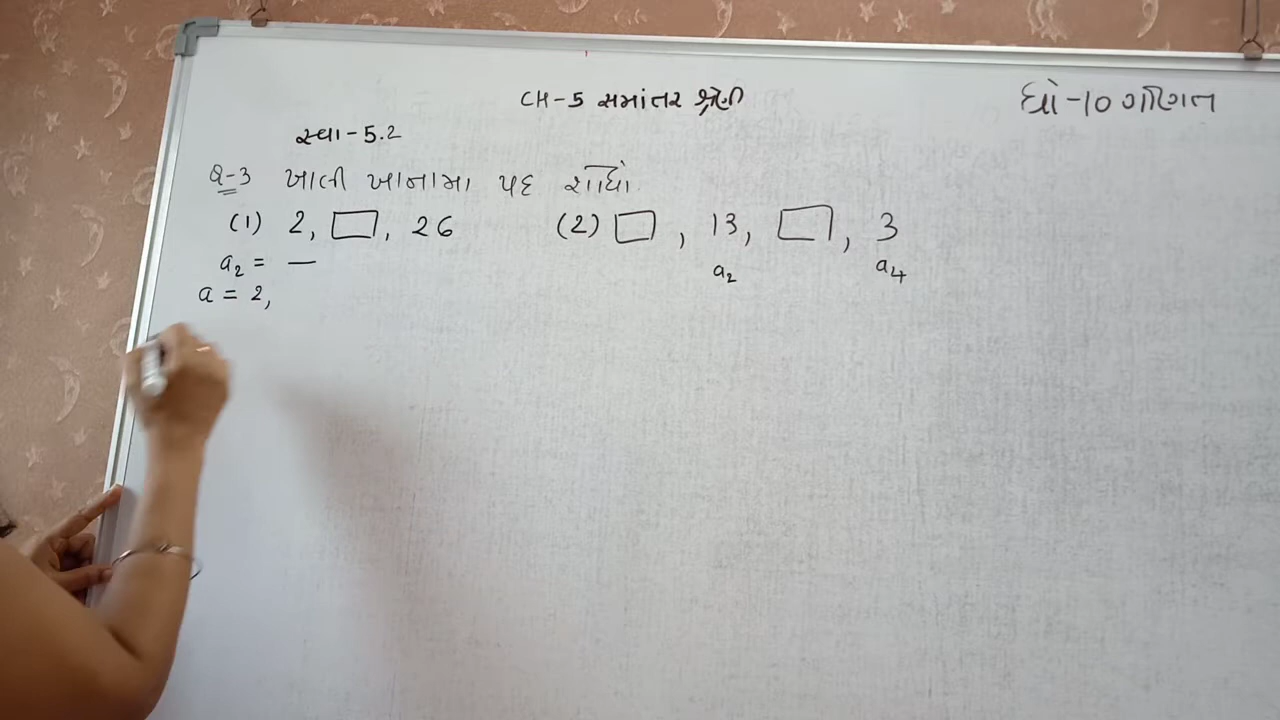 CH-5 સમાંતર શ્રેણી
ધો-10 ગણિત
સ્વા-5.2
Q-3 ખાલી ખાનામા પદ શોધો.
(1) 2, □, 26 (2) □, 13, □, 3
a₂ = — a₂ a₄
a = 2,